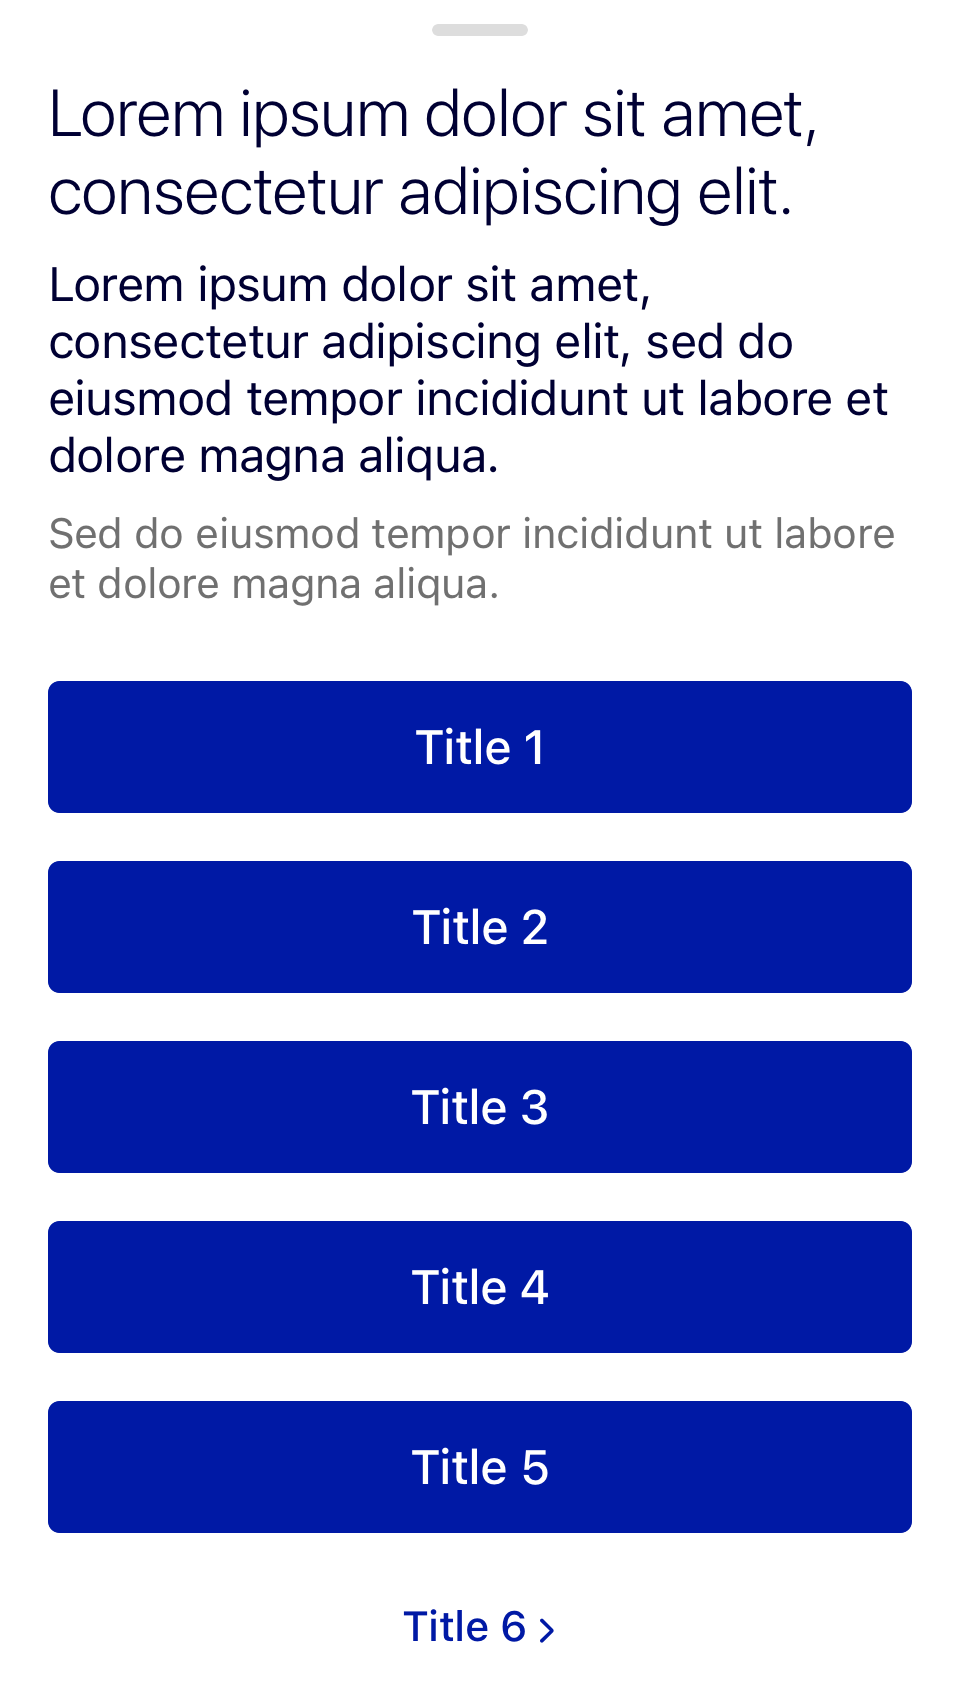 Lorem ipsum dolor sit amet,
consectetur adipiscing elit.
Lorem ipsum dolor sit amet,
consectetur adipiscing elit, sed do
eiusmod tempor incididunt ut labore et
dolore magna aliqua.
Sed do eiusmod tempor incididunt ut labore
et dolore magna aliqua.
Title 1
Title 2
Title 3
Title 4
Title 5
Title 6